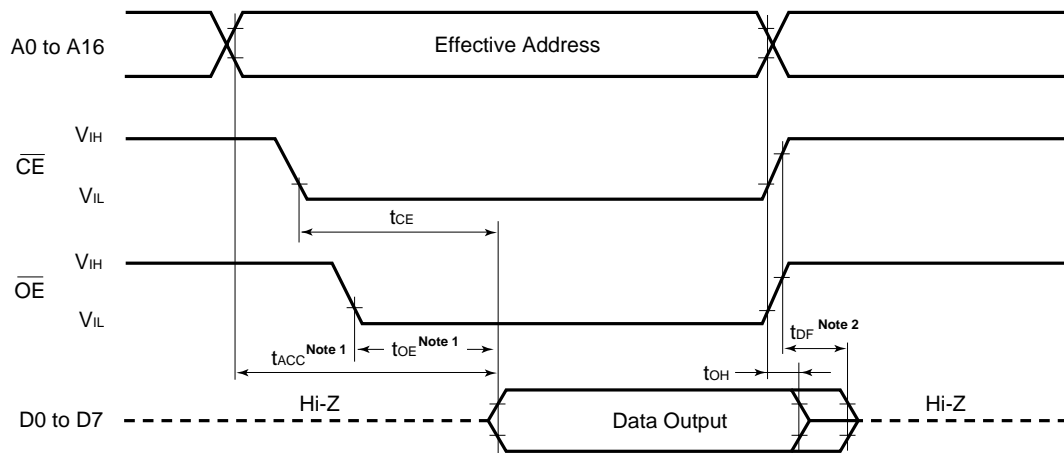 A0 to A16
Effective Address
VIH
CE
VIL
tCE
VIH
OE
VIL
tACC Note 1
tOE Note 1
tDF Note 2
tOH
D0 to D7
Hi-Z
Data Output
Hi-Z